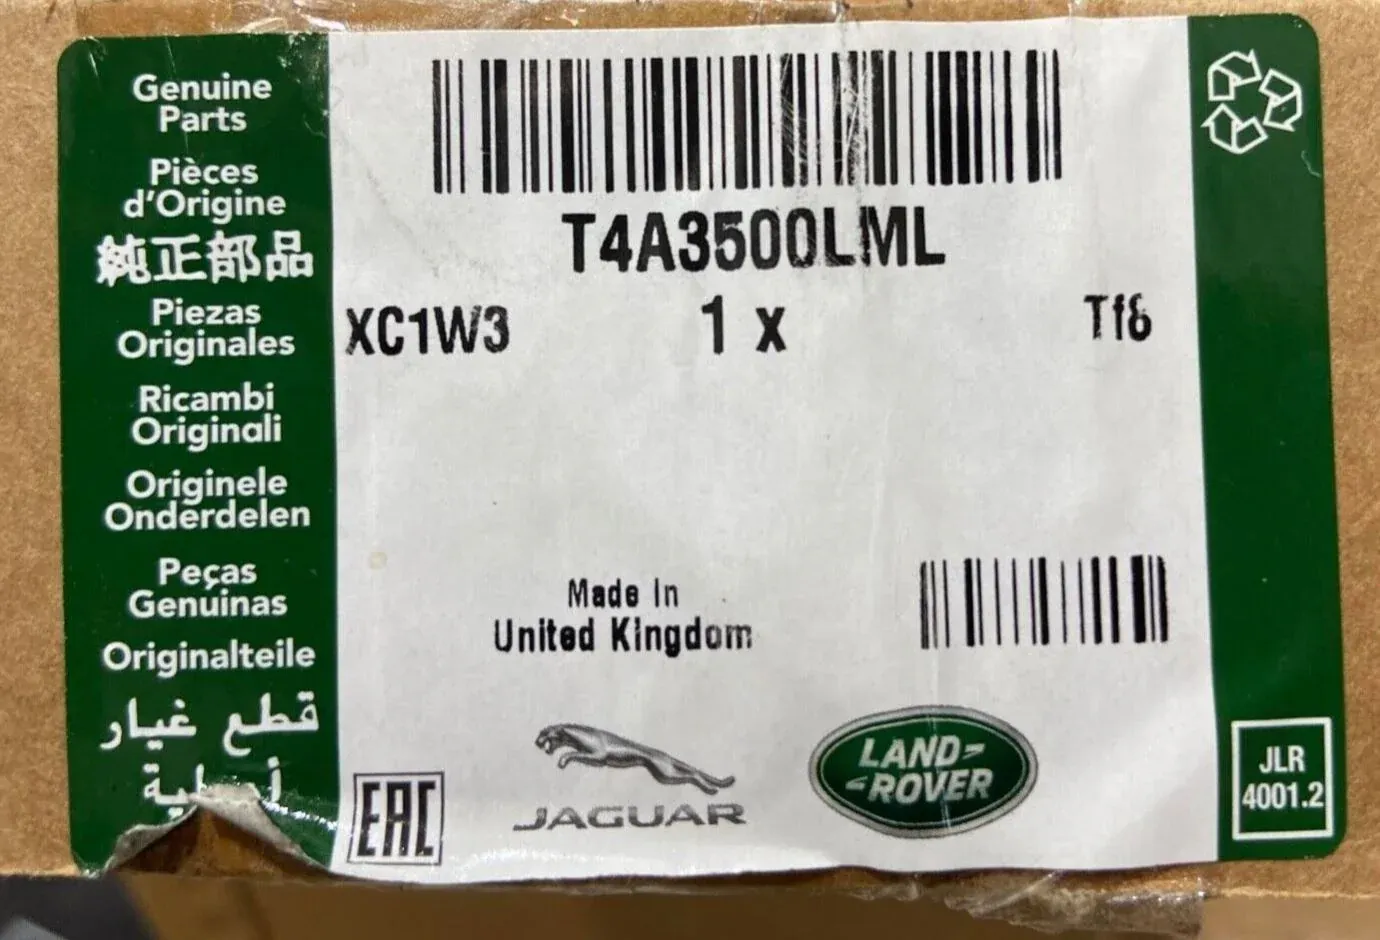 Genuine
Parts
Pièces
d'Origine
純正部品
Piezas
Originales
Ricambi
Originali
Originele
Onderdelen
Peças
Genuinas
Originalteile
قطع غيار
T4A3500LML
XC1W3
1 x
Made In
United Kingdom
EAC
JAGUAR
LAND-
-ROVER
JLR
4001.2